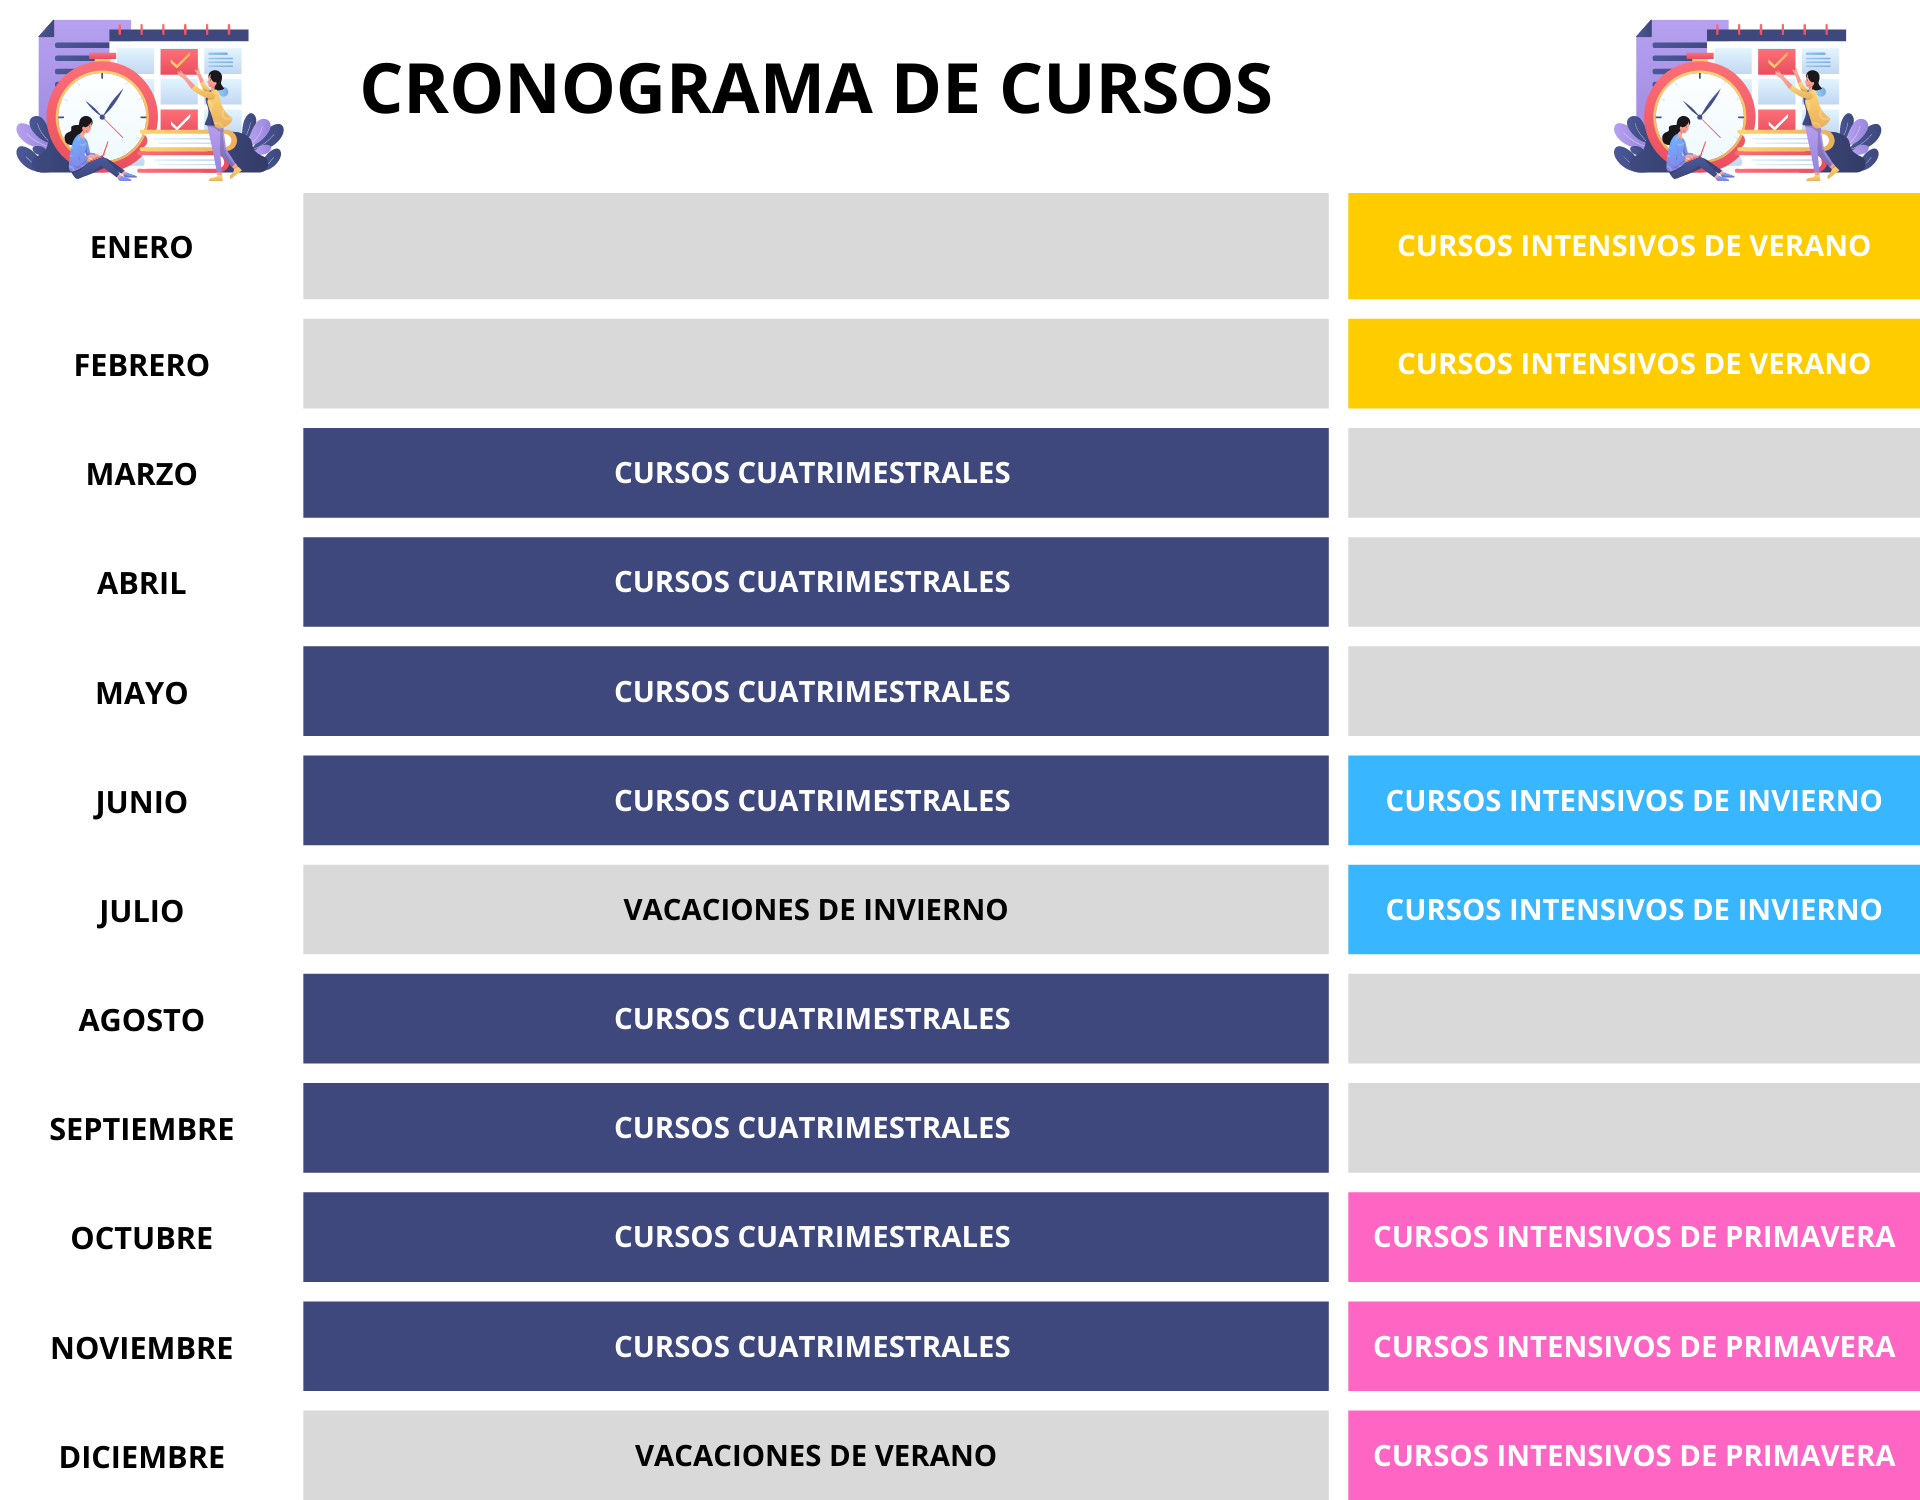 CRONOGRAMA DE CURSOS
ENERO
CURSOS INTENSIVOS DE VERANO
FEBRERO
CURSOS INTENSIVOS DE VERANO
MARZO
CURSOS CUATRIMESTRALES
ABRIL
CURSOS CUATRIMESTRALES
MAYO
CURSOS CUATRIMESTRALES
JUNIO
CURSOS CUATRIMESTRALES
CURSOS INTENSIVOS DE INVIERNO
JULIO
VACACIONES DE INVIERNO
CURSOS INTENSIVOS DE INVIERNO
AGOSTO
CURSOS CUATRIMESTRALES
SEPTIEMBRE
CURSOS CUATRIMESTRALES
OCTUBRE
CURSOS CUATRIMESTRALES
CURSOS INTENSIVOS DE PRIMAVERA
NOVIEMBRE
CURSOS CUATRIMESTRALES
CURSOS INTENSIVOS DE PRIMAVERA
DICIEMBRE
VACACIONES DE VERANO
CURSOS INTENSIVOS DE PRIMAVERA